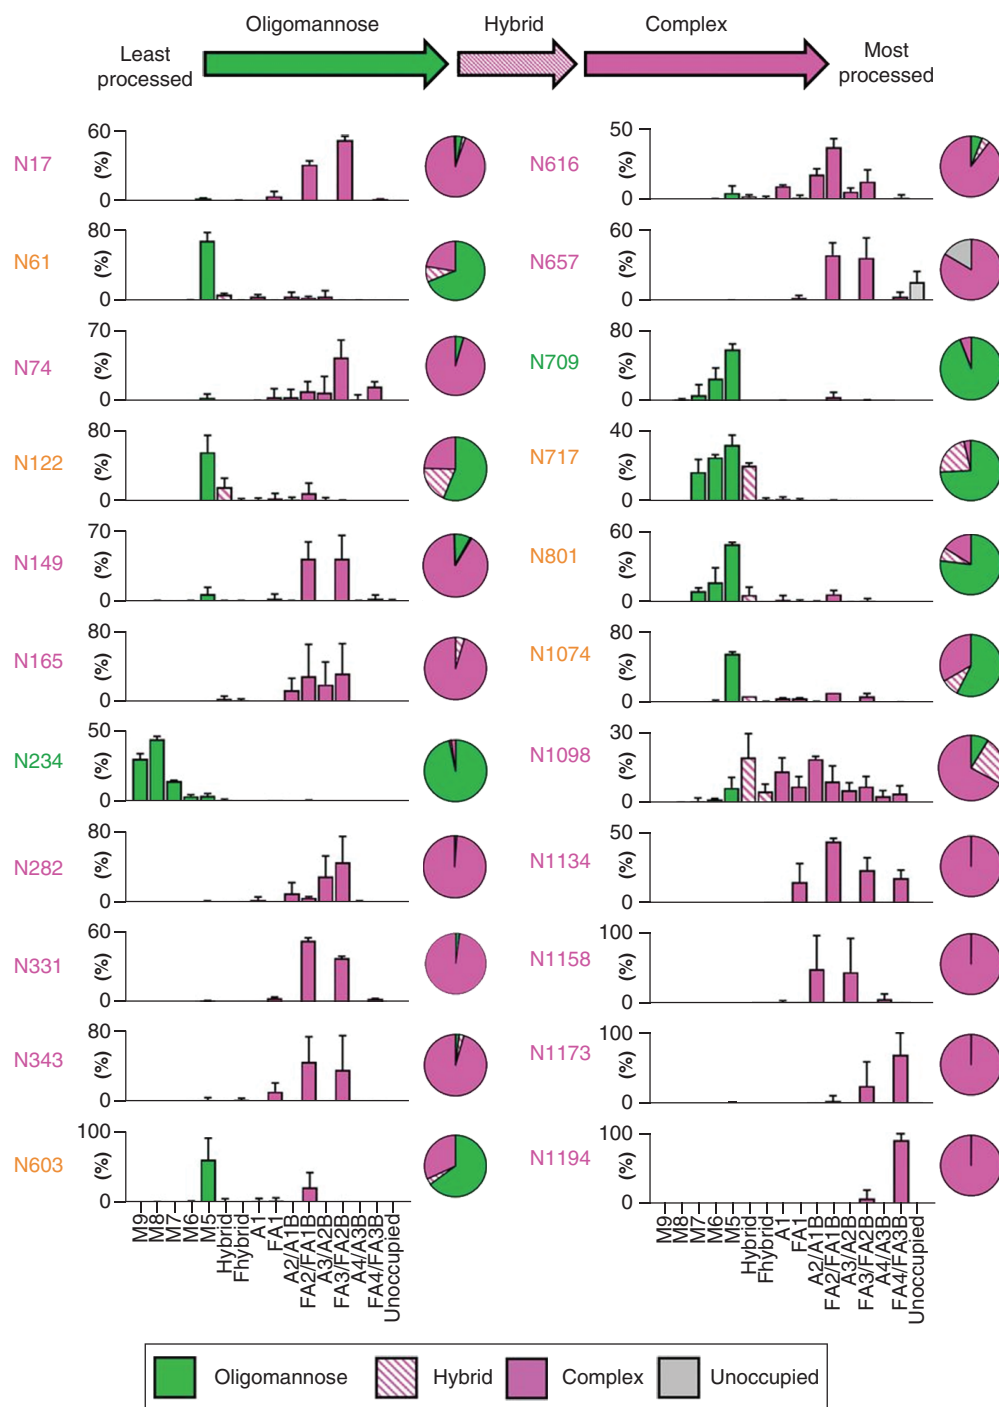 Oligomannose Hybrid Complex
Least processed
Most processed
N17
60
0
(%)
N61
80
0
(%)
N74
70
0
(%)
N122
80
0
(%)
N149
70
0
(%)
N165
80
0
(%)
N234
50
0
(%)
N282
80
0
(%)
N331
60
0
(%)
N343
80
0
(%)
N603
100
0
(%)
M9
M8
M7
M6
M5
Hybrid
Fhybrid
A1
FA1
A2/A1B
FA2/FA1B
A3/A2B
FA3/FA2B
A4/A3B
FA4/FA3B
Unoccupied
N616
50
0
(%)
N657
60
0
(%)
N709
80
0
(%)
N717
40
0
(%)
N801
60
0
(%)
N1074
80
0
(%)
N1098
30
0
(%)
N1134
50
0
(%)
N1158
100
0
(%)
N1173
100
0
(%)
N1194
100
0
(%)
M9
M8
M7
M6
M5
Hybrid
Fhybrid
A1
FA1
A2/A1B
FA2/FA1B
A3/A2B
FA3/FA2B
A4/A3B
FA4/FA3B
Unoccupied
Oligomannose Hybrid Complex Unoccupied